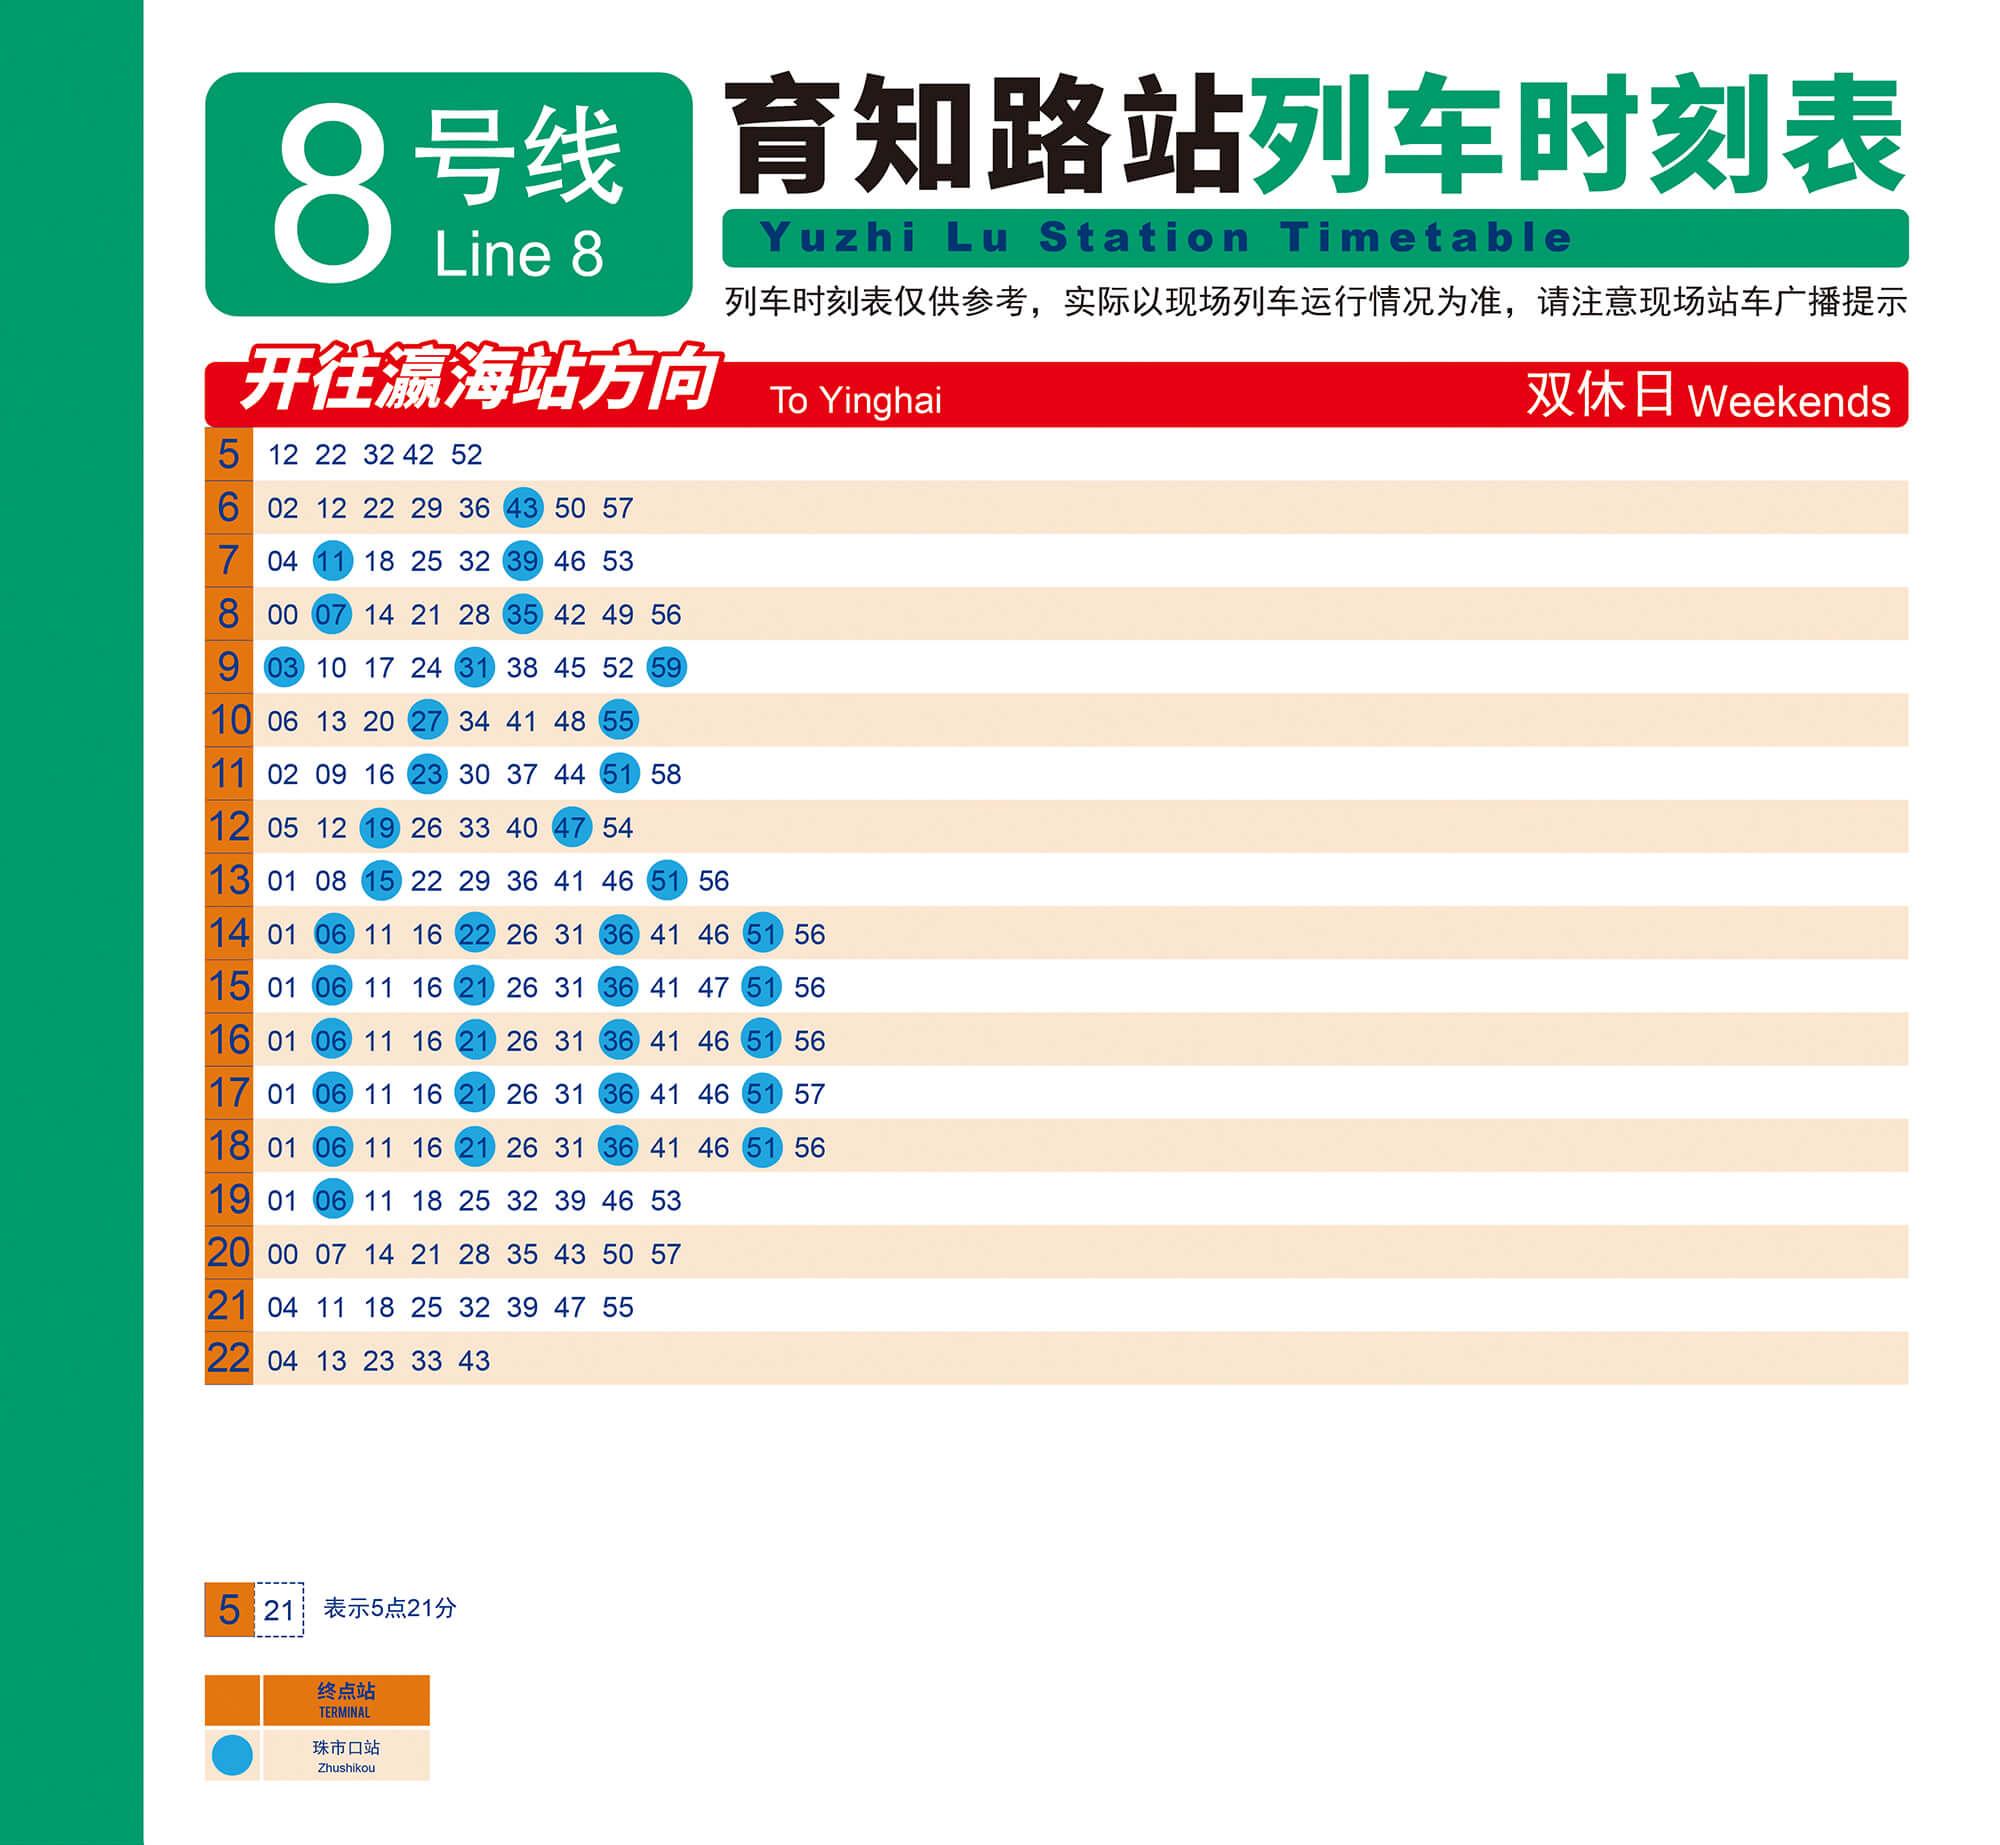 8号线
Line 8
育知路站列车时刻表
Yuzhi Lu Station Timetable
列车时刻表仅供参考，实际以现场列车运行情况为准，请注意现场站车广播提示
开往瀛海站方向 To Yinghai 双休日 Weekends
5 12 22 32 42 52
6 02 12 22 29 36 43 50 57
7 04 11 18 25 32 39 46 53
8 00 07 14 21 28 35 42 49 56
9 03 10 17 24 31 38 45 52 59
10 06 13 20 27 34 41 48 55
11 02 09 16 23 30 37 44 51 58
12 05 12 19 26 33 40 47 54
13 01 08 15 22 29 36 41 46 51 56
14 01 06 11 16 22 26 31 36 41 46 51 56
15 01 06 11 16 21 26 31 36 41 47 51 56
16 01 06 11 16 21 26 31 36 41 46 51 56
17 01 06 11 16 21 26 31 36 41 46 51 57
18 01 06 11 16 21 26 31 36 41 46 51 56
19 01 06 11 18 25 32 39 46 53
20 00 07 14 21 28 35 43 50 57
21 04 11 18 25 32 39 47 55
22 04 13 23 33 43
5 21 表示5点21分
终点站
TERMINAL
珠市口站
Zhushikou